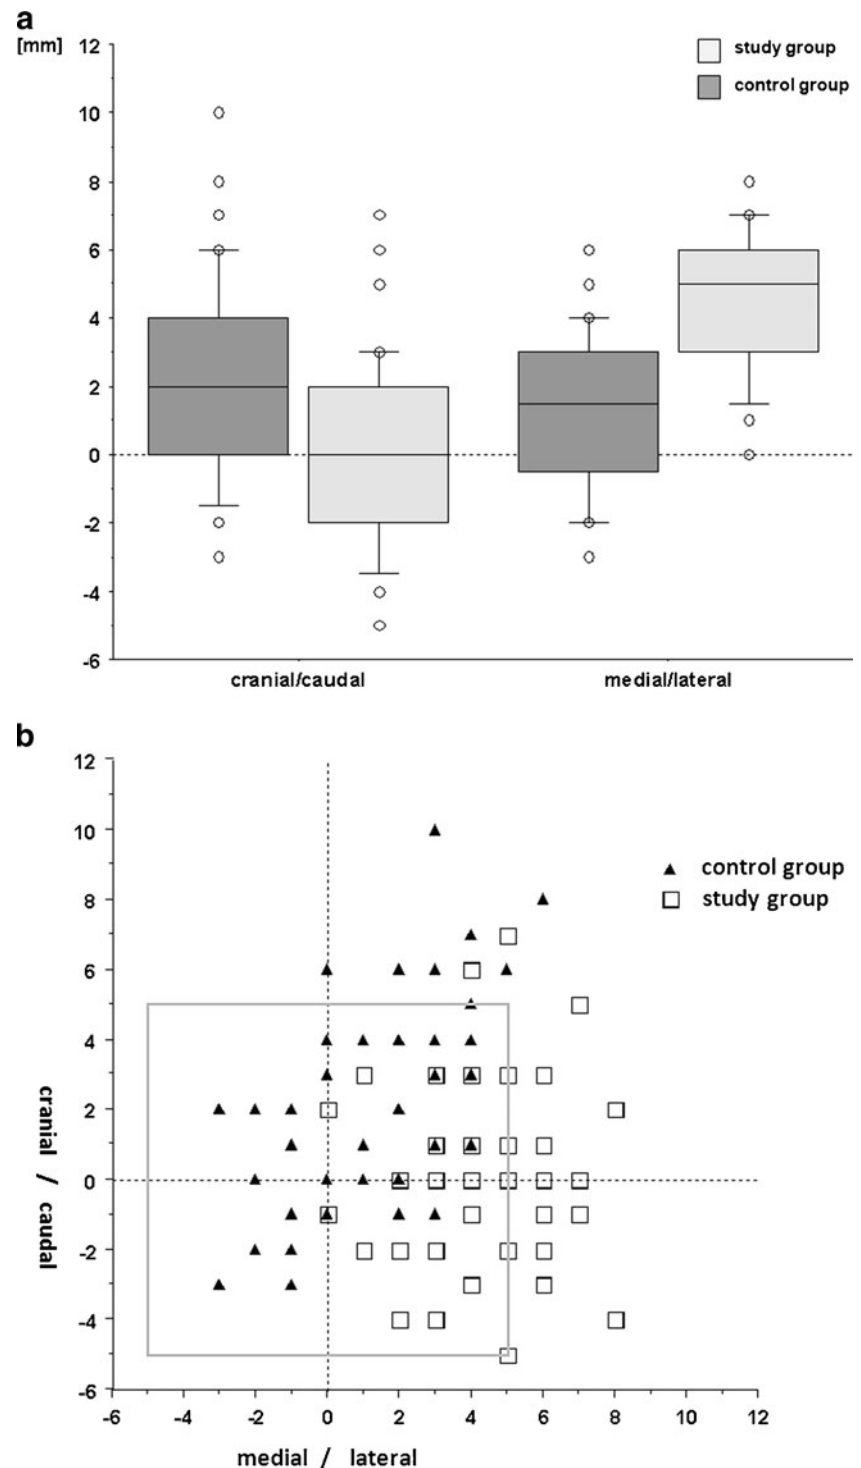 a
[mm]
12
10
8
6
4
2
0
-2
-4
-6
study group
control group
cranial/caudal
medial/lateral
b
12
10
8
6
4
2
0
-2
-4
-6
control group
study group
cranial / caudal
-6 -4 -2 0 2 4 6 8 10 12
medial / lateral